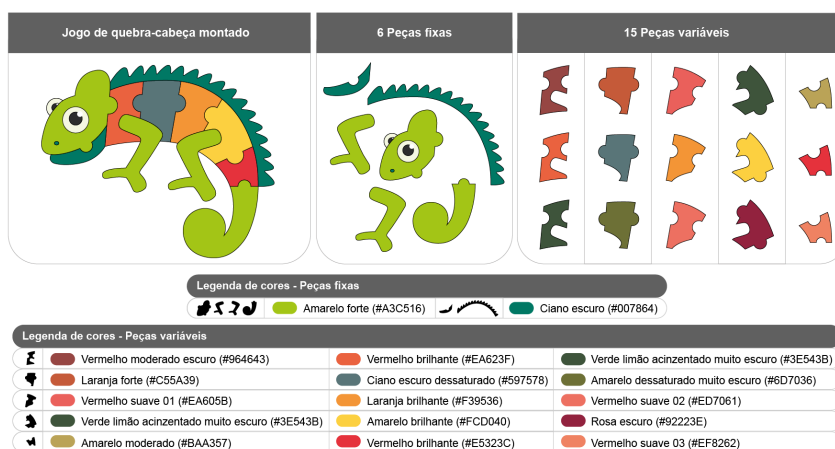 Jogo de quebra-cabeça montado
6 Peças fixas
15 Peças variáveis
Legenda de cores - Peças fixas
Amarelo forte (#A3C516)
Ciano escuro (#007864)
Legenda de cores - Peças variáveis
Vermelho moderado escuro (#964643)
Vermelho brilhante (#EA623F)
Verde limão acinzentado muito escuro (#3E543B)
Laranja forte (#C55A39)
Ciano escuro dessaturado (#597578)
Amarelo dessaturado muito escuro (#6D7036)
Vermelho suave 01 (#EA605B)
Laranja brilhante (#F39536)
Vermelho suave 02 (#ED7061)
Verde limão acinzentado muito escuro (#3E543B)
Amarelo brilhante (#FCD040)
Rosa escuro (#92223E)
Amarelo moderado (#BAA357)
Vermelho brilhante (#E5323C)
Vermelho suave 03 (#EF8262)